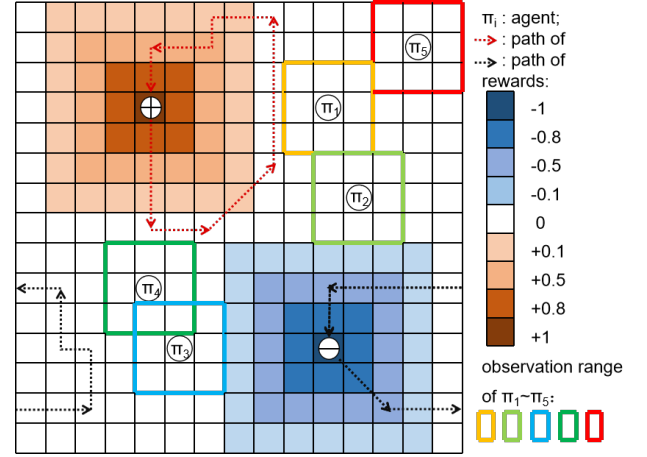 πi : agent;
: path of
: path of
rewards:
-1
-0.8
-0.5
-0.1
0
+0.1
+0.5
+0.8
+1
observation range
of π1~π5:
π5
π1
π2
π4
π3